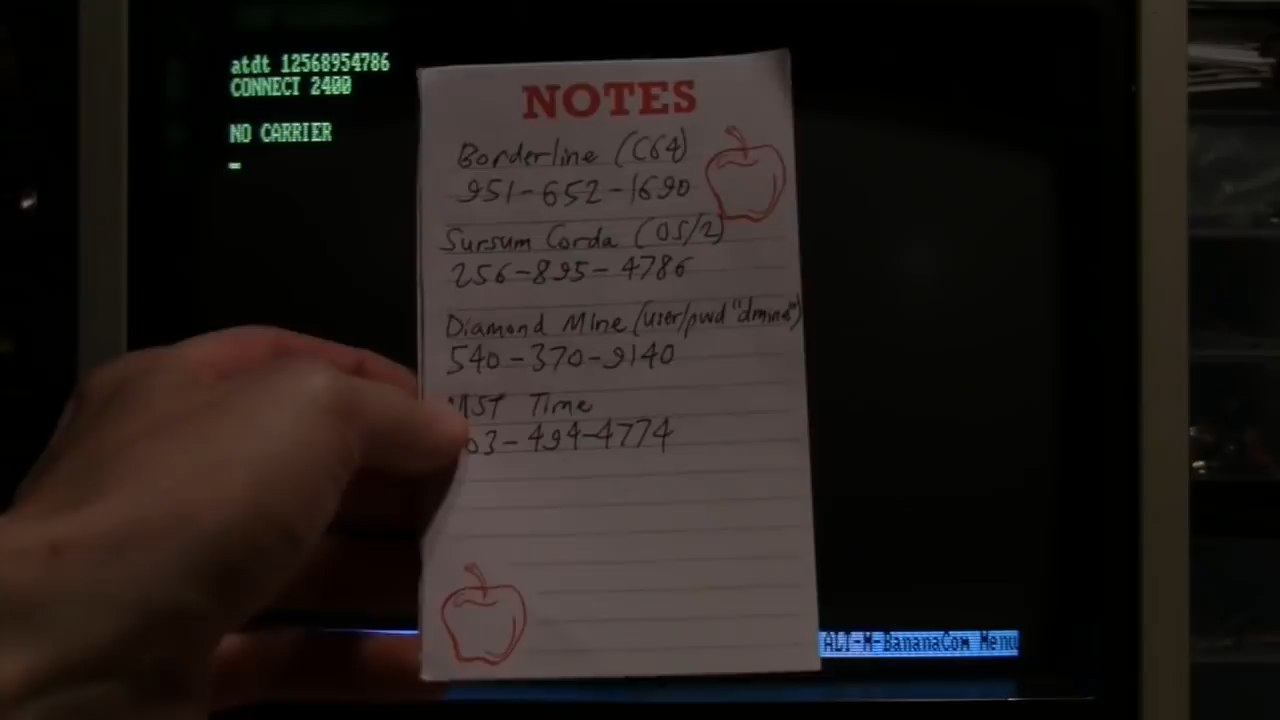 atdt 12568954786
CONNECT 2400
NO CARRIER
NOTES
Borderline (C64)
951-652-1690
Sursum Corda (OS/2)
256-895-4786
Diamond Mine (user/pwd "dmine")
540-370-9140
Time
03-494-4774
ALT-M-BananaCom Menu